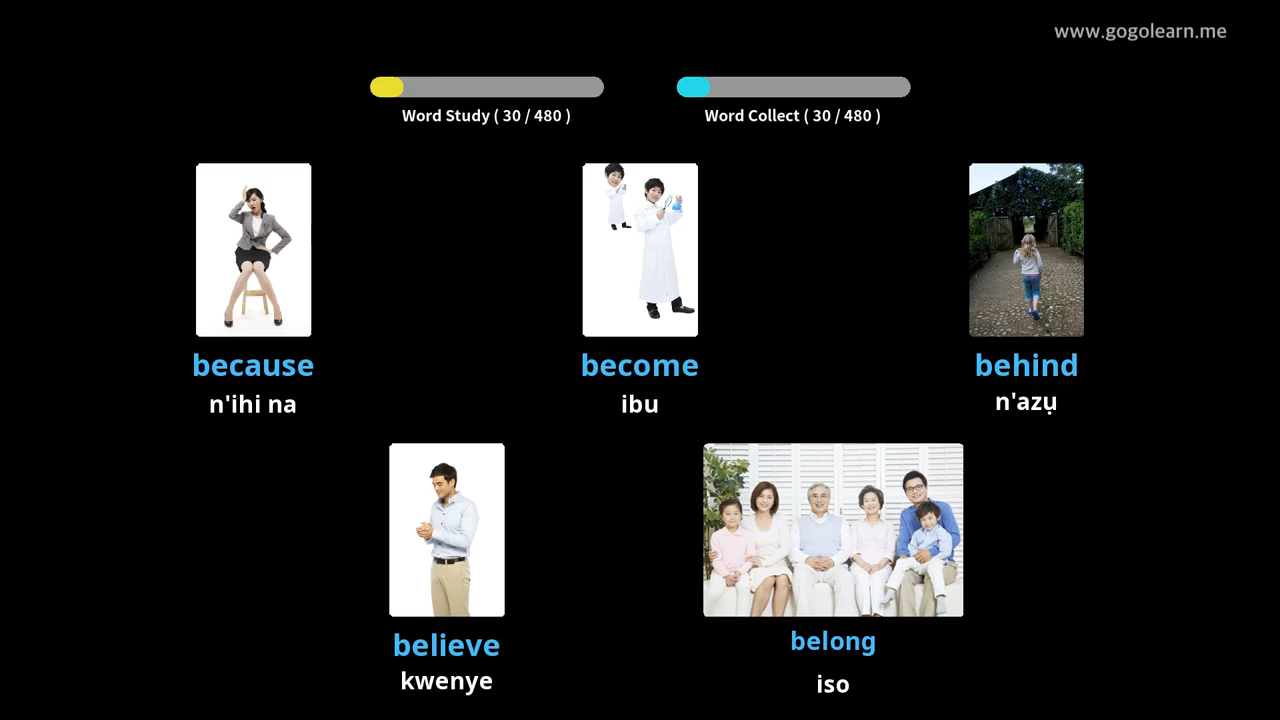 www.gogolearn.me
Word Study ( 30 / 480 )
Word Collect ( 30 / 480 )
because
become
behind
n'ihi na
ibu
n'azụ
believe
belong
kwenye
iso